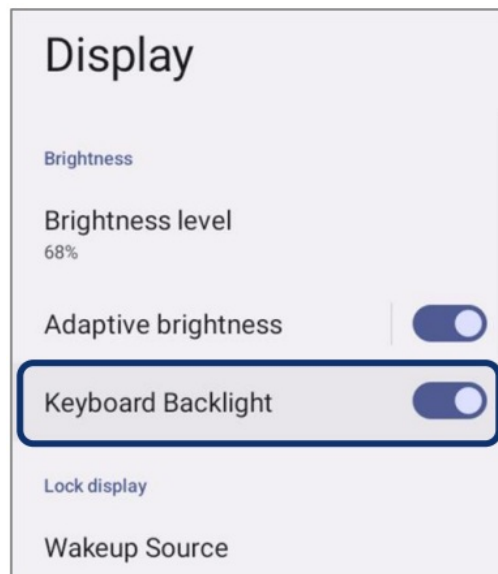 Display
Brightness
Brightness level
68%
Adaptive brightness
Keyboard Backlight
Lock display
Wakeup Source